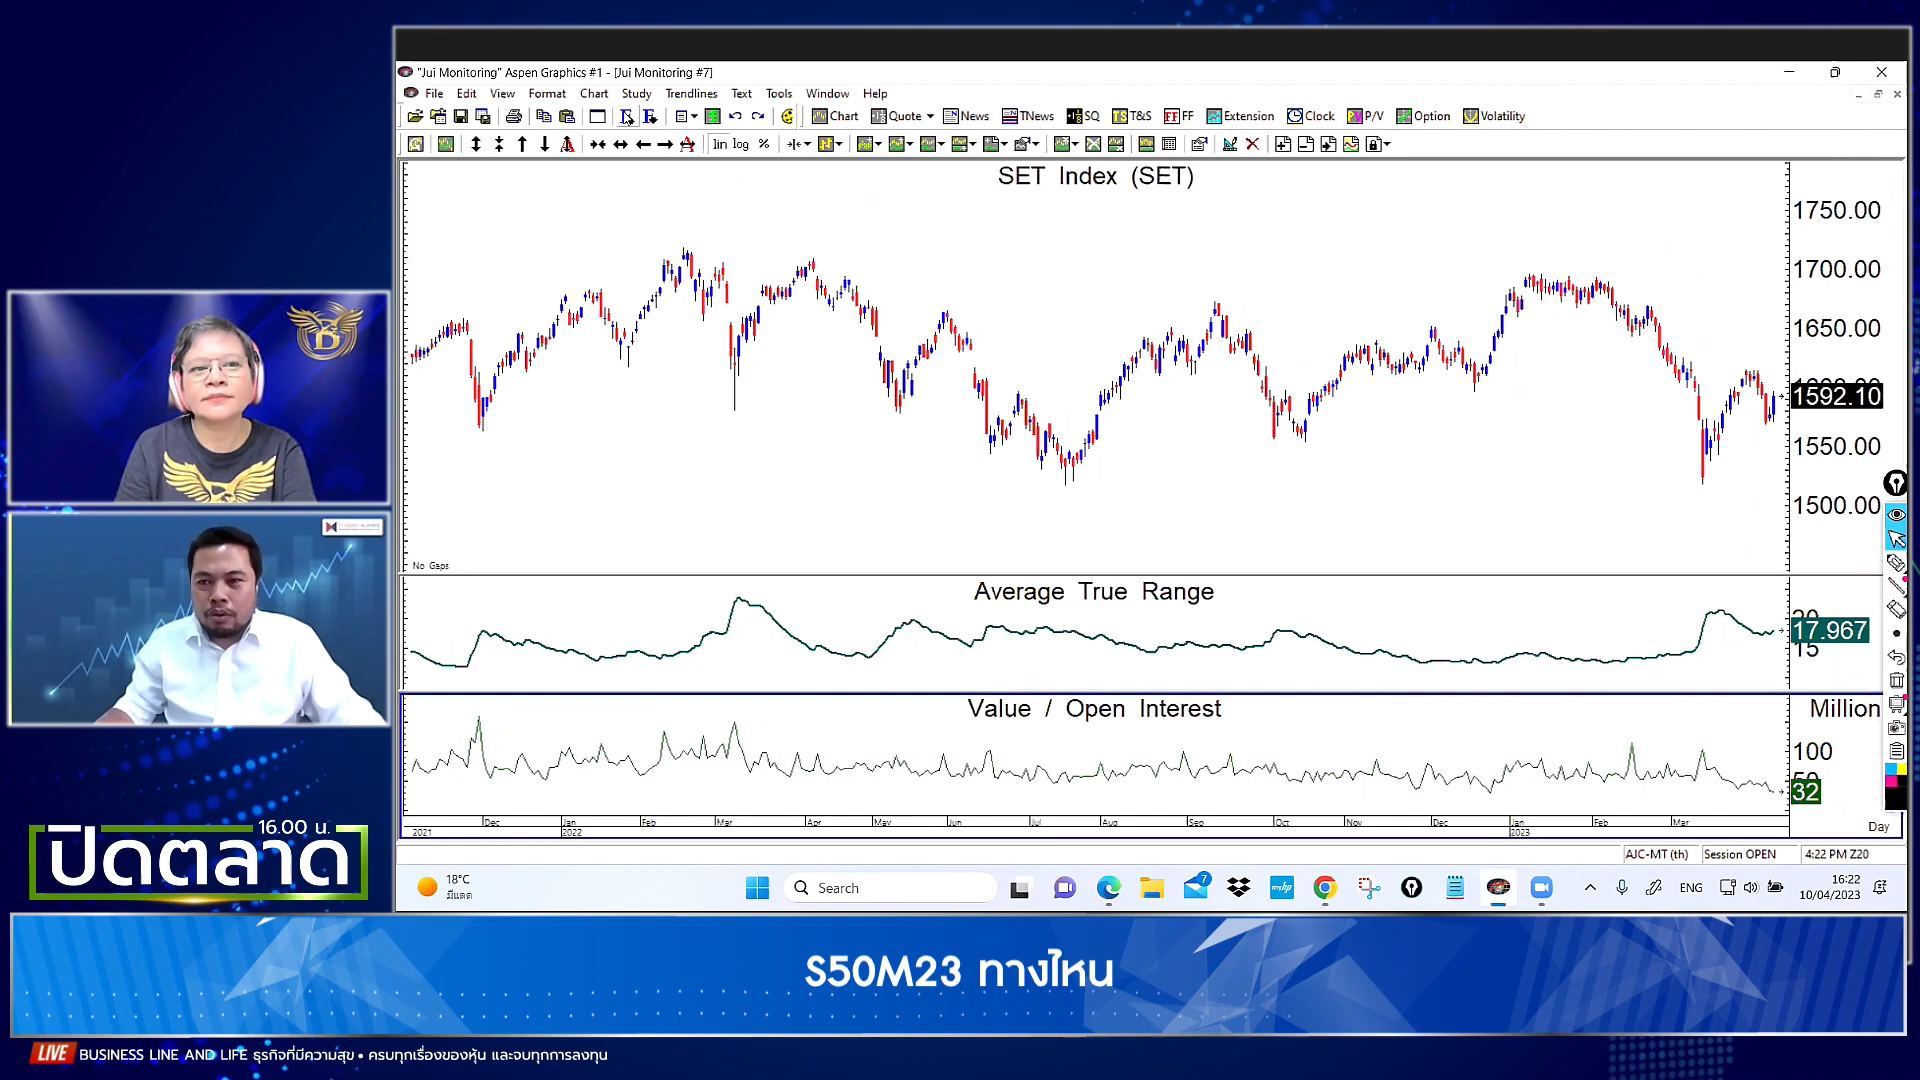 "Jui Monitoring" Aspen Graphics #1 - [Jui Monitoring #7]
File Edit View Format Chart Study Trendlines Text Tools Window Help
Chart Quote News TNews SQ T&S FF Extension Clock P/V Option Volatility
lin log %
SET Index (SET)
1750.00
1700.00
1650.00
1592.10
1550.00
1500.00
No Gaps
Average True Range
20
17.967
15
Value / Open Interest
Million
100
50
32
Dec Jan Feb Mar Apr May Jun Jul Aug Sep Oct Nov Dec Jan Feb Mar
2021 2022 2023
Day
AJC-MT (th) Session OPEN 4:22 PM Z20
18°C
มีแดด
Search
7
ENG
16:22
10/04/2023
16.00 น.
ปิดตลาด
S50M23 ทางไหน
LIVE BUSINESS LINE AND LIFE ธุรกิจที่มีความสุข • ครบทุกเรื่องของหุ้น และจบทุกการลงทุน